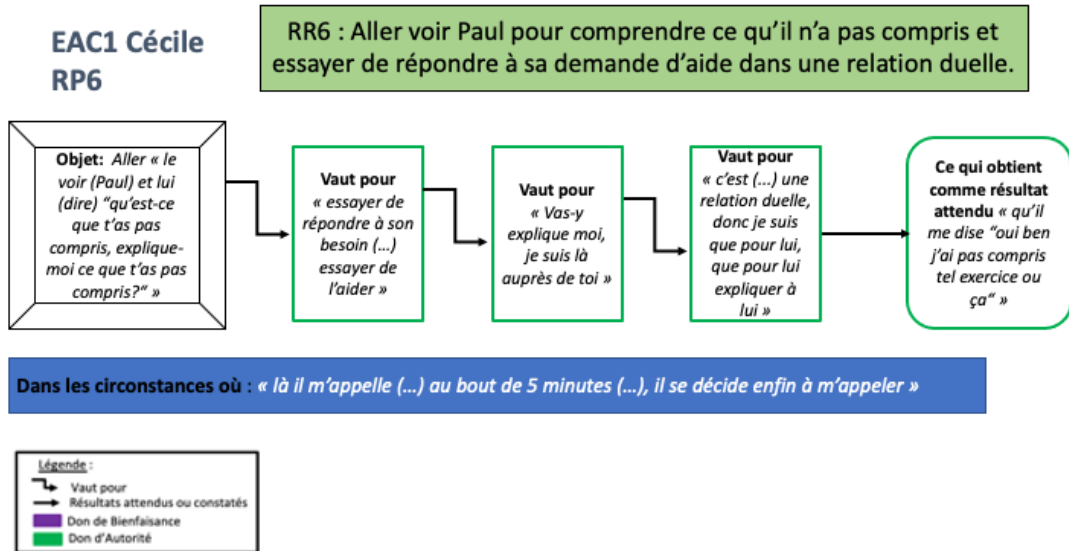 EAC1 Cécile
RP6
RR6 : Aller voir Paul pour comprendre ce qu’il n’a pas compris et
essayer de répondre à sa demande d’aide dans une relation duelle.
Objet: Aller « le
voir (Paul) et lui
(dire) “qu’est-ce
que t’as pas
compris, explique-
moi ce que t’as pas
compris?” »
Vaut pour
« essayer de
répondre à son
besoin (...)
essayer de
l’aider »
Vaut pour
« Vas-y
explique moi,
je suis là
auprès de toi »
Vaut pour
« c’est (...) une
relation duelle,
donc je suis
que pour lui,
que pour lui
expliquer à
lui »
Ce qui obtient
comme résultat
attendu « qu’il
me dise “oui ben
j’ai pas compris
tel exercice ou
ça“ »
Dans les circonstances où : « là il m’appelle (...) au bout de 5 minutes (...), il se décide enfin à m’appeler »
Légende :
Vaut pour
Résultats attendus ou constatés
Don de Bienfaisance
Don d’Autorité